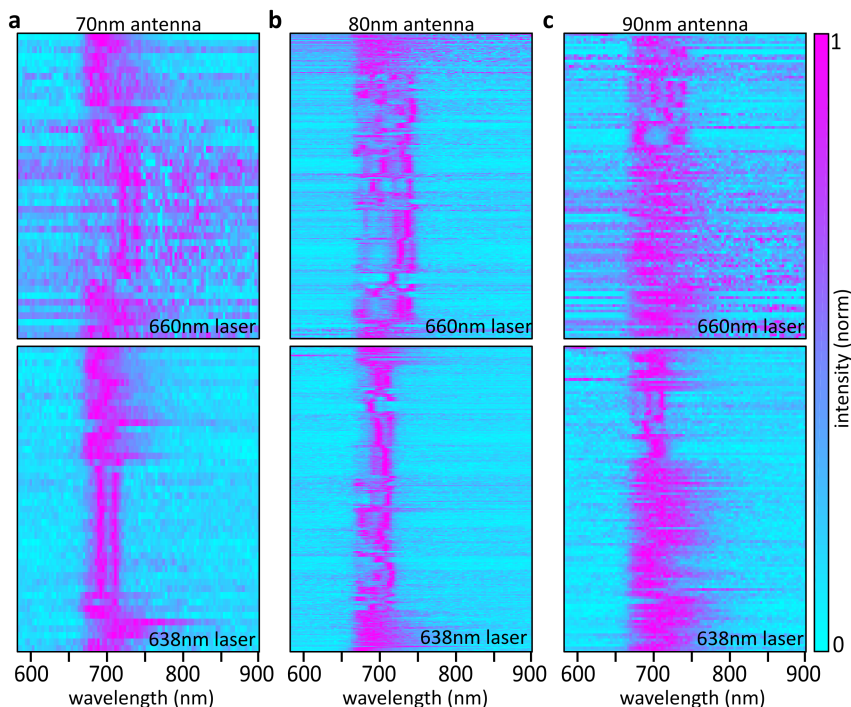 a 70nm antenna b 80nm antenna c 90nm antenna
1
660nm laser 660nm laser 660nm laser
intensity (norm)
638nm laser 638nm laser 638nm laser 0
600 700 800 900 600 700 800 900 600 700 800 900
wavelength (nm) wavelength (nm) wavelength (nm)